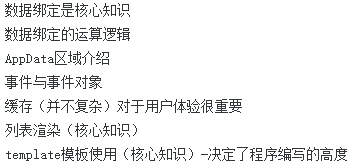 数据绑定是核心知识
数据绑定的运算逻辑
AppData区域介绍
事件与事件对象
缓存（并不复杂）对于用户体验很重要
列表渲染（核心知识）
template模板使用（核心知识）-决定了程序编写的高度